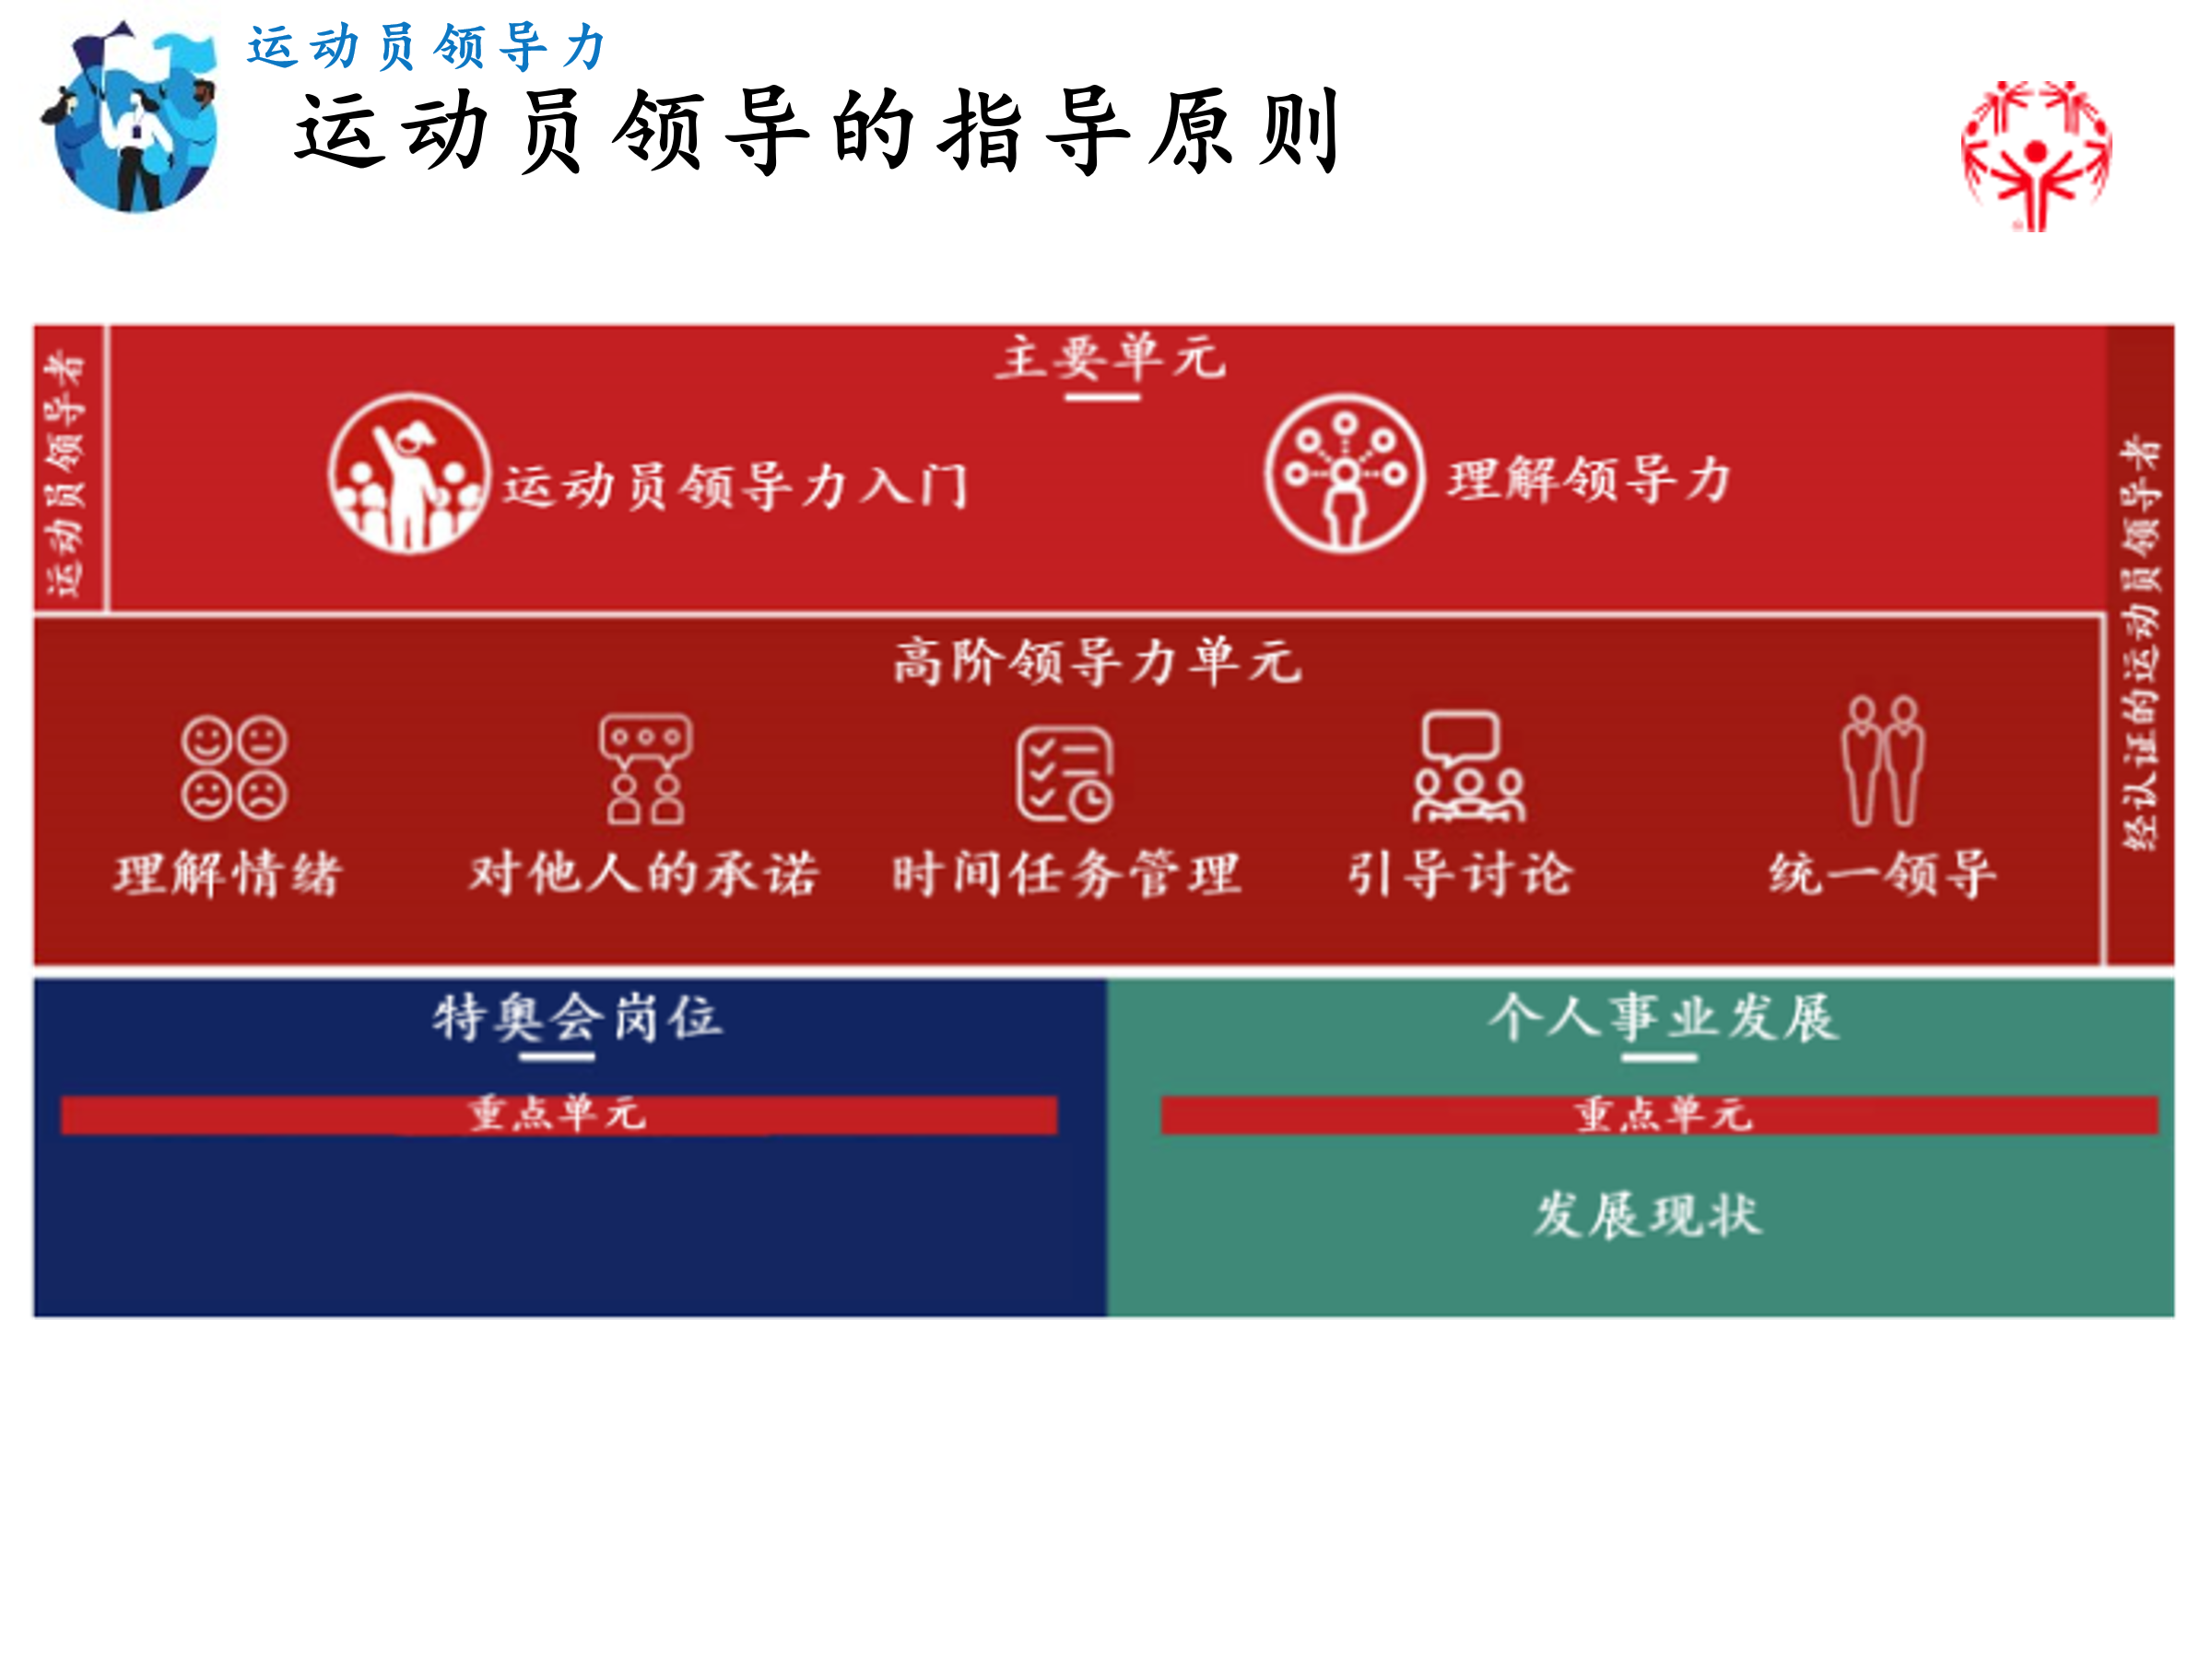 运动员领导力
运动员领导的指导原则
运动员领导者
主要单元
运动员领导力入门
理解领导力
经认证的运动员领导者
高阶领导力单元
理解情绪
对他人的承诺
时间任务管理
引导讨论
统一领导
特奥会岗位
重点单元
个人事业发展
重点单元
发展现状